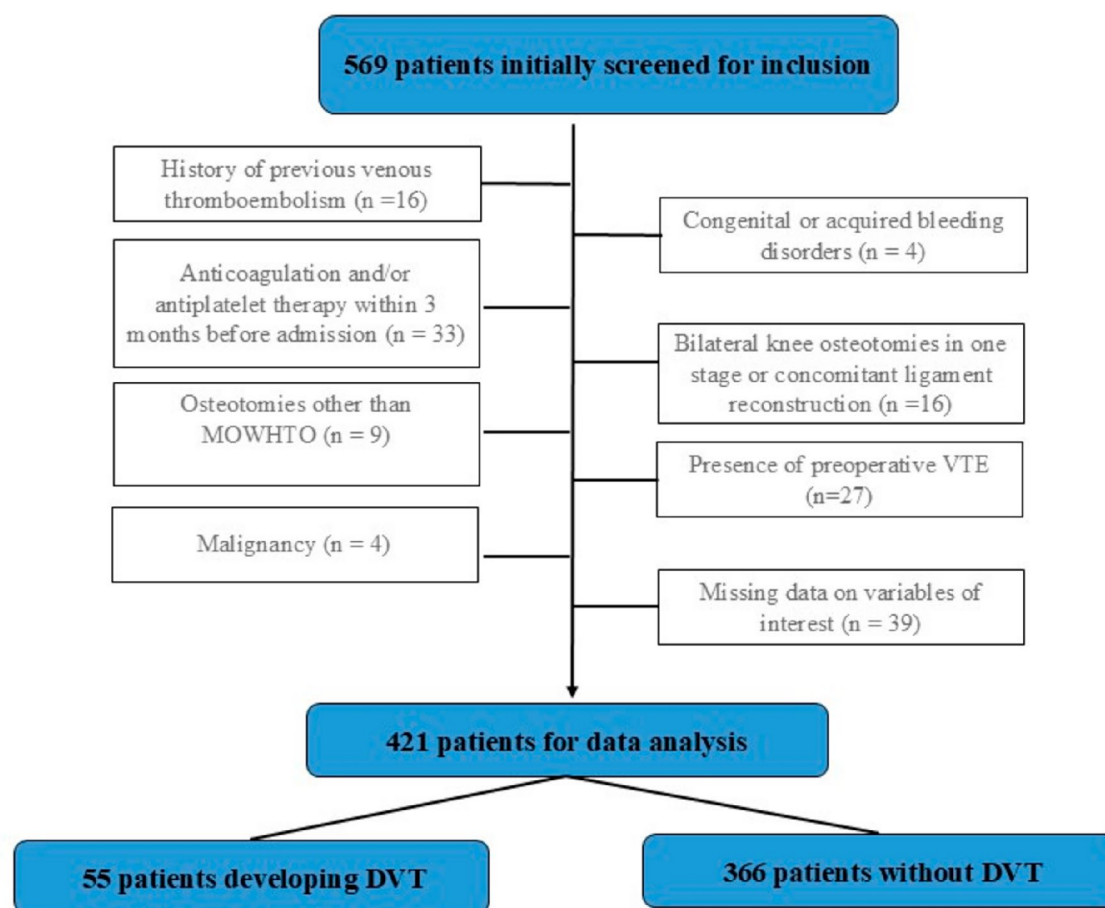 569 patients initially screened for inclusion
History of previous venous
thromboembolism (n =16)
Congenital or acquired bleeding
disorders (n = 4)
Anticoagulation and/or
antiplatelet therapy within 3
months before admission (n = 33)
Bilateral knee osteotomies in one
stage or concomitant ligament
reconstruction (n =16)
Osteotomies other than
MOWHTO (n = 9)
Presence of preoperative VTE
(n=27)
Malignancy (n = 4)
Missing data on variables of
interest (n = 39)
421 patients for data analysis
55 patients developing DVT
366 patients without DVT